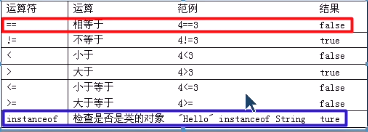 运算符 运算 范例 结果
== 相等于 4==3 false
!= 不等于 4!=3 true
< 小于 4<3 false
> 大于 4>3 true
<= 小于等于 4<=3 false
>= 大于等于 4>= false
instanceof 检查是否是类的对象 "Hello" instanceof String ture